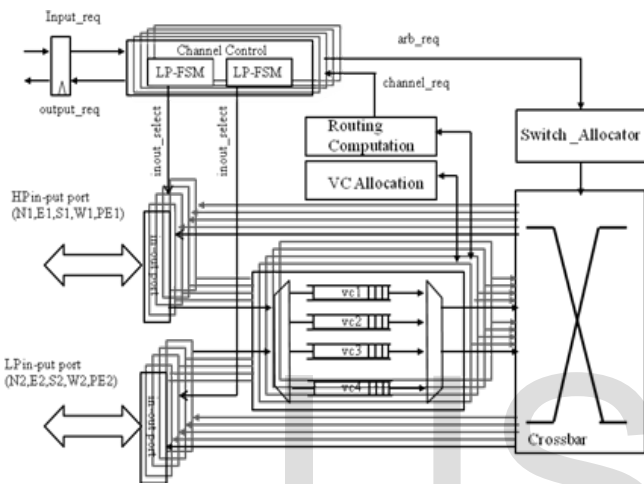 Input_req
output_req
Channel Control
LP-FSM
LP-FSM
arb_req
channel_req
inout_select
inout_select
Routing
Computation
VC Allocation
Switch _Allocator
HPin-put port
(N1,E1,S1,W1,PE1)
in-out port
vc1
vc2
vc3
vc4
LPin-put port
(N2,E2,S2,W2,PE2)
in-out port
Crossbar